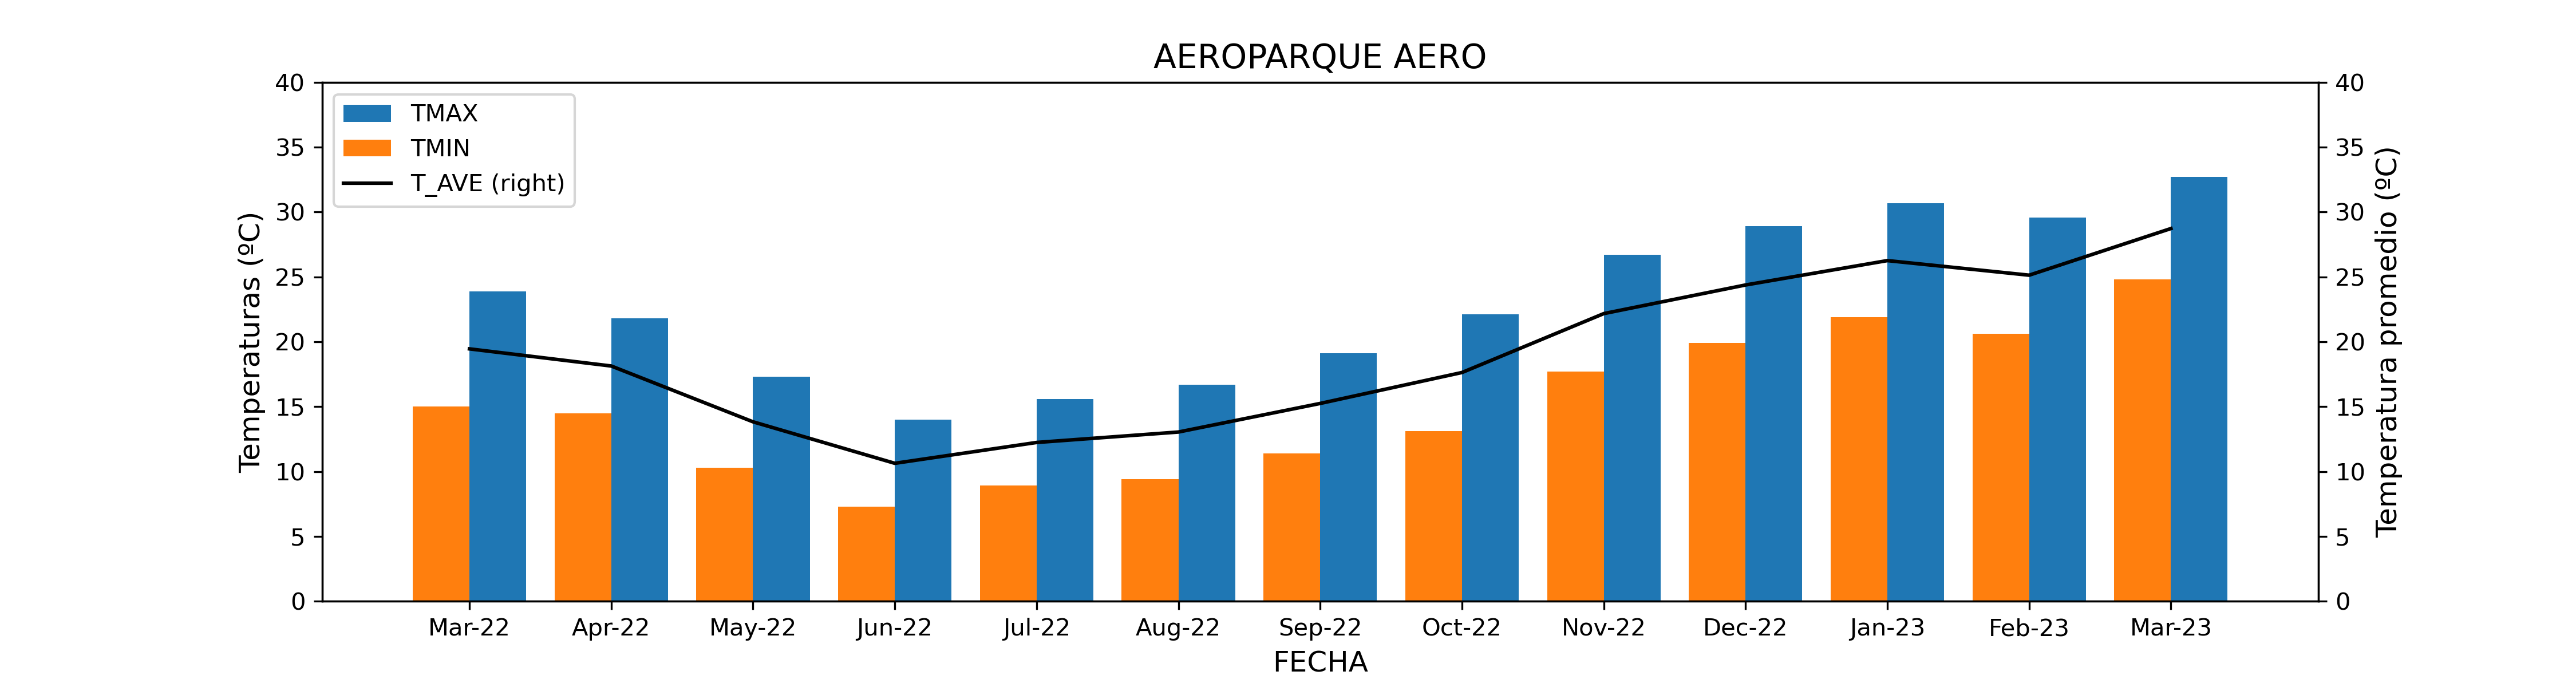 AEROPARQUE AERO
TMAX
TMIN
T_AVE (right)
Temperaturas (ºC)
40
35
30
25
20
15
10
5
0
40
35
30
25
20
15
10
5
0
Temperatura promedio (ºC)
Mar-22 Apr-22 May-22 Jun-22 Jul-22 Aug-22 Sep-22 Oct-22 Nov-22 Dec-22 Jan-23 Feb-23 Mar-23
FECHA